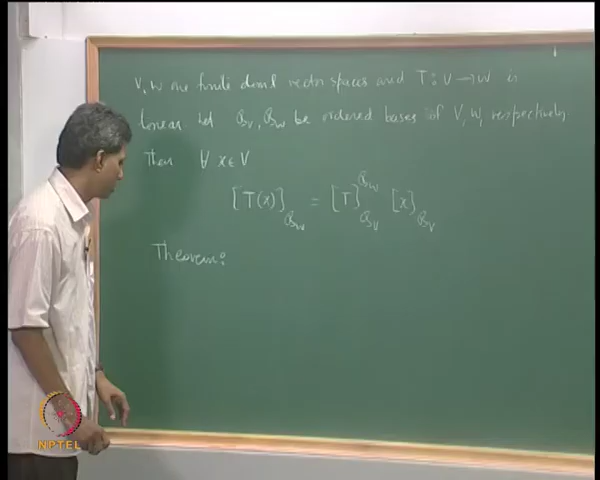 V, W are finite dim'l vector spaces and T : V → W is
linear. Let B_V, B_W be ordered bases of V, W, respectively
Then ∀ x ∈ V
[T(x)]_{B_W} = [T]_{B_V}^{B_W} [x]_{B_V}
Theorem:
NPTEL